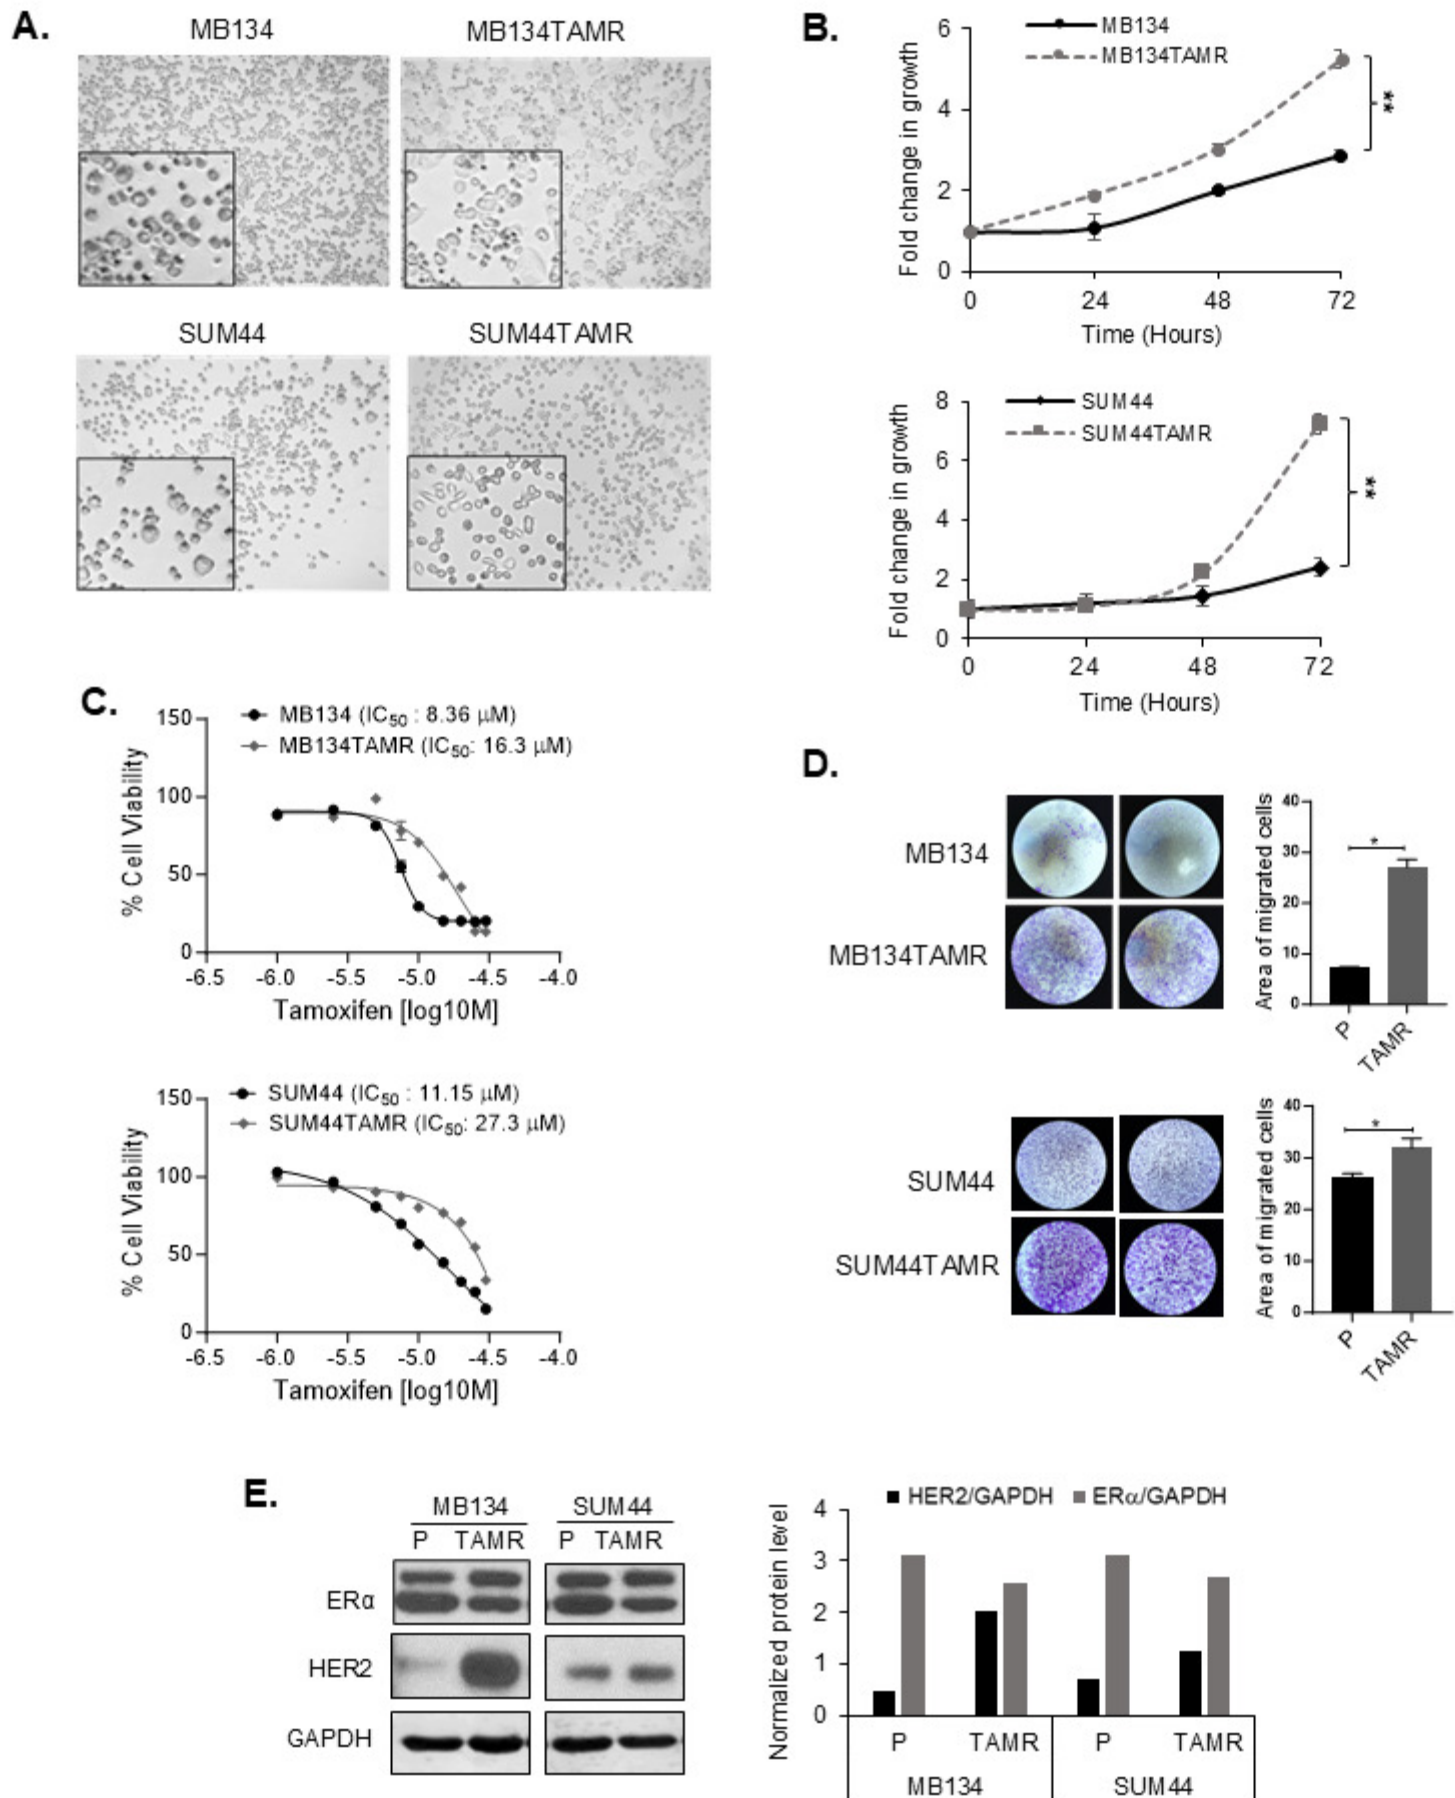 A.
MB134
MB134TAMR
SUM44
SUM44TAMR
B.
MB134
MB134TAMR
Fold change in growth
6
4
2
0
0 24 48 72
Time (Hours)
**
SUM44
SUM44TAMR
Fold change in growth
8
6
4
2
0
0 24 48 72
Time (Hours)
**
C.
MB134 (IC50 : 8.36 μM)
MB134TAMR (IC50: 16.3 μM)
% Cell Viability
150
100
50
0
-6.5 -6.0 -5.5 -5.0 -4.5 -4.0
Tamoxifen [log10M]
SUM44 (IC50 : 11.15 μM)
SUM44TAMR (IC50: 27.3 μM)
% Cell Viability
150
100
50
0
-6.5 -6.0 -5.5 -5.0 -4.5 -4.0
Tamoxifen [log10M]
D.
MB134
MB134TAMR
Area of migrated cells
40
30
20
10
0
*
P TAMR
SUM44
SUM44TAMR
Area of migrated cells
40
30
20
10
0
*
P TAMR
E.
MB134 SUM44
P TAMR P TAMR
ERα
HER2
GAPDH
HER2/GAPDH ERα/GAPDH
Normalized protein level
4
3
2
1
0
P TAMR P TAMR
MB134 SUM44